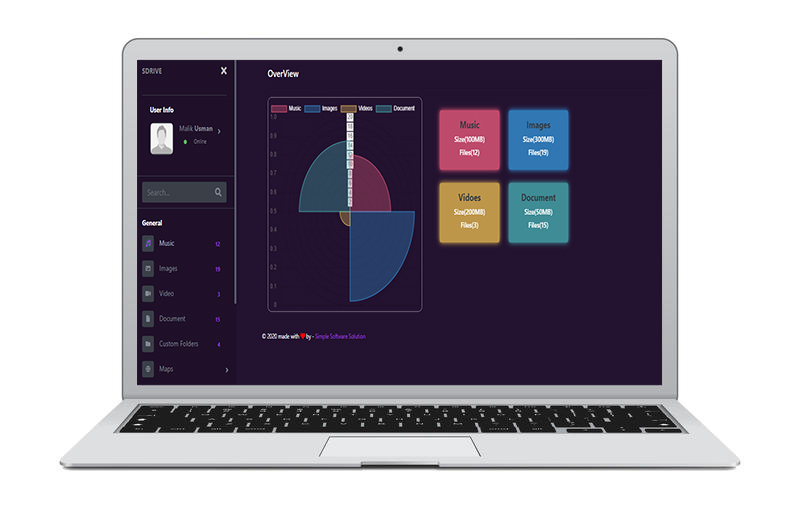 SDRIVE X
User Info
Malik Usman
Online
Search...
General
Music 12
Images 19
Video 3
Document 15
Custom Folders 4
Maps
OverView
Music Images Videos Document
1.0
0.9
0.8
0.7
0.6
0.5
0.4
0.3
0.2
0.1
0
Music
Size(100MB)
Files(12)
Images
Size(300MB)
Files(19)
Vidoes
Size(200MB)
Files(3)
Document
Size(50MB)
Files(15)
© 2020 made with ❤ by - Simple Software Solution